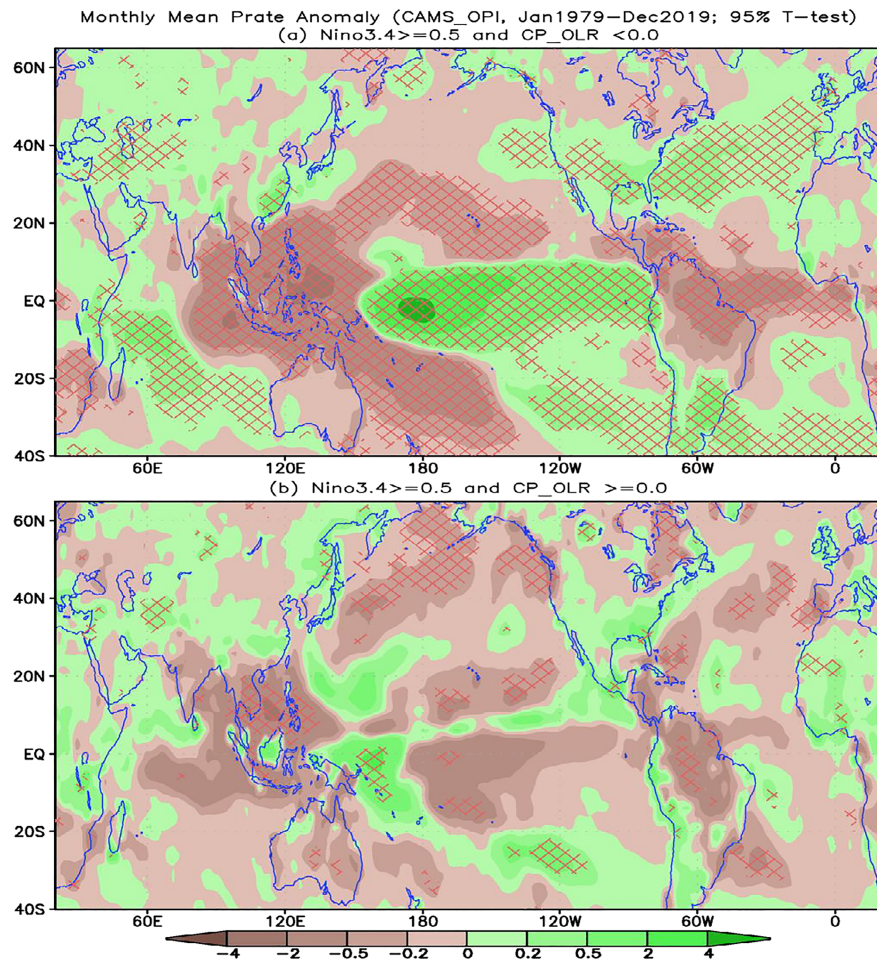 Monthly Mean Prate Anomaly (CAMS_OPI, Jan1979-Dec2019; 95% T-test)
(a) Nino3.4>=0.5 and CP_OLR <0.0
60N
40N
20N
EQ
20S
40S
60E 120E 180 120W 60W 0
(b) Nino3.4>=0.5 and CP_OLR >=0.0
60N
40N
20N
EQ
20S
40S
60E 120E 180 120W 60W 0
-4 -2 -0.5 -0.2 0 0.2 0.5 2 4